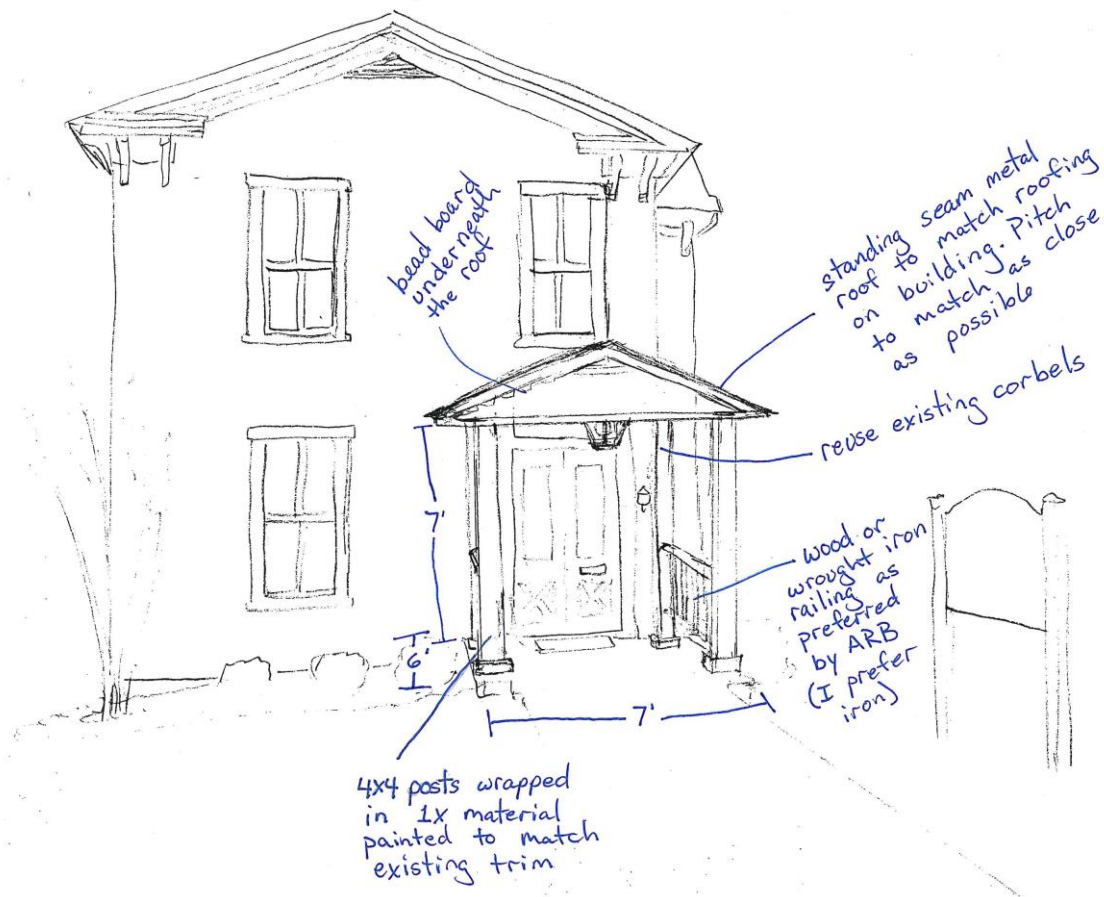 bead board
underneath
the roof
standing seam metal
roof to match roofing
on building. Pitch
to match as close
as possible
reuse existing corbels
7'
wood or
wrought iron
railing as
preferred
by ARB
(I prefer
iron)
6'
7'
4x4 posts wrapped
in 1x material
painted to match
existing trim